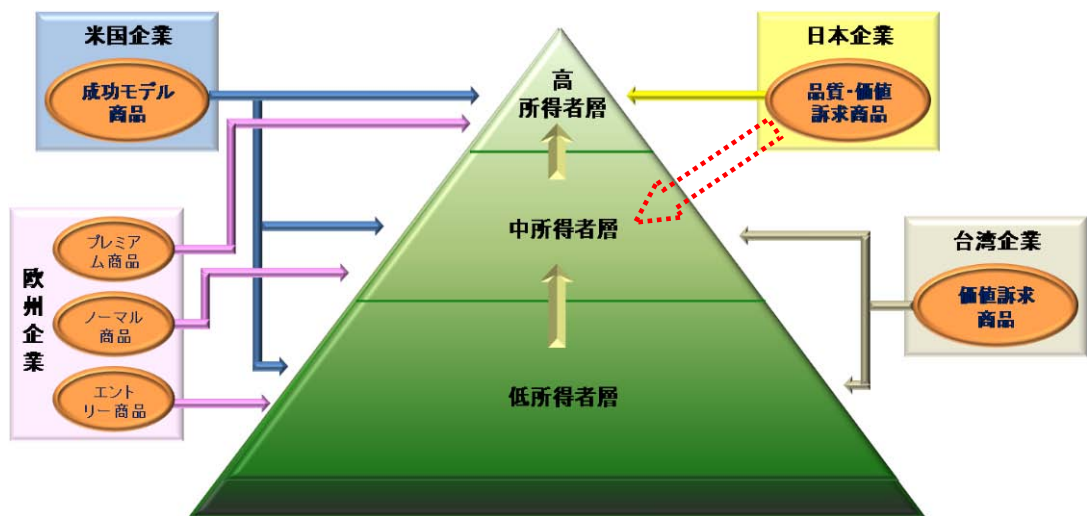 米国企業
成功モデル
商品
日本企業
品質・価値
訴求商品
高
所得者層
中所得者層
低所得者層
欧州企業
プレミア
ム商品
ノーマル
商品
エント
リー商品
台湾企業
価値訴求
商品